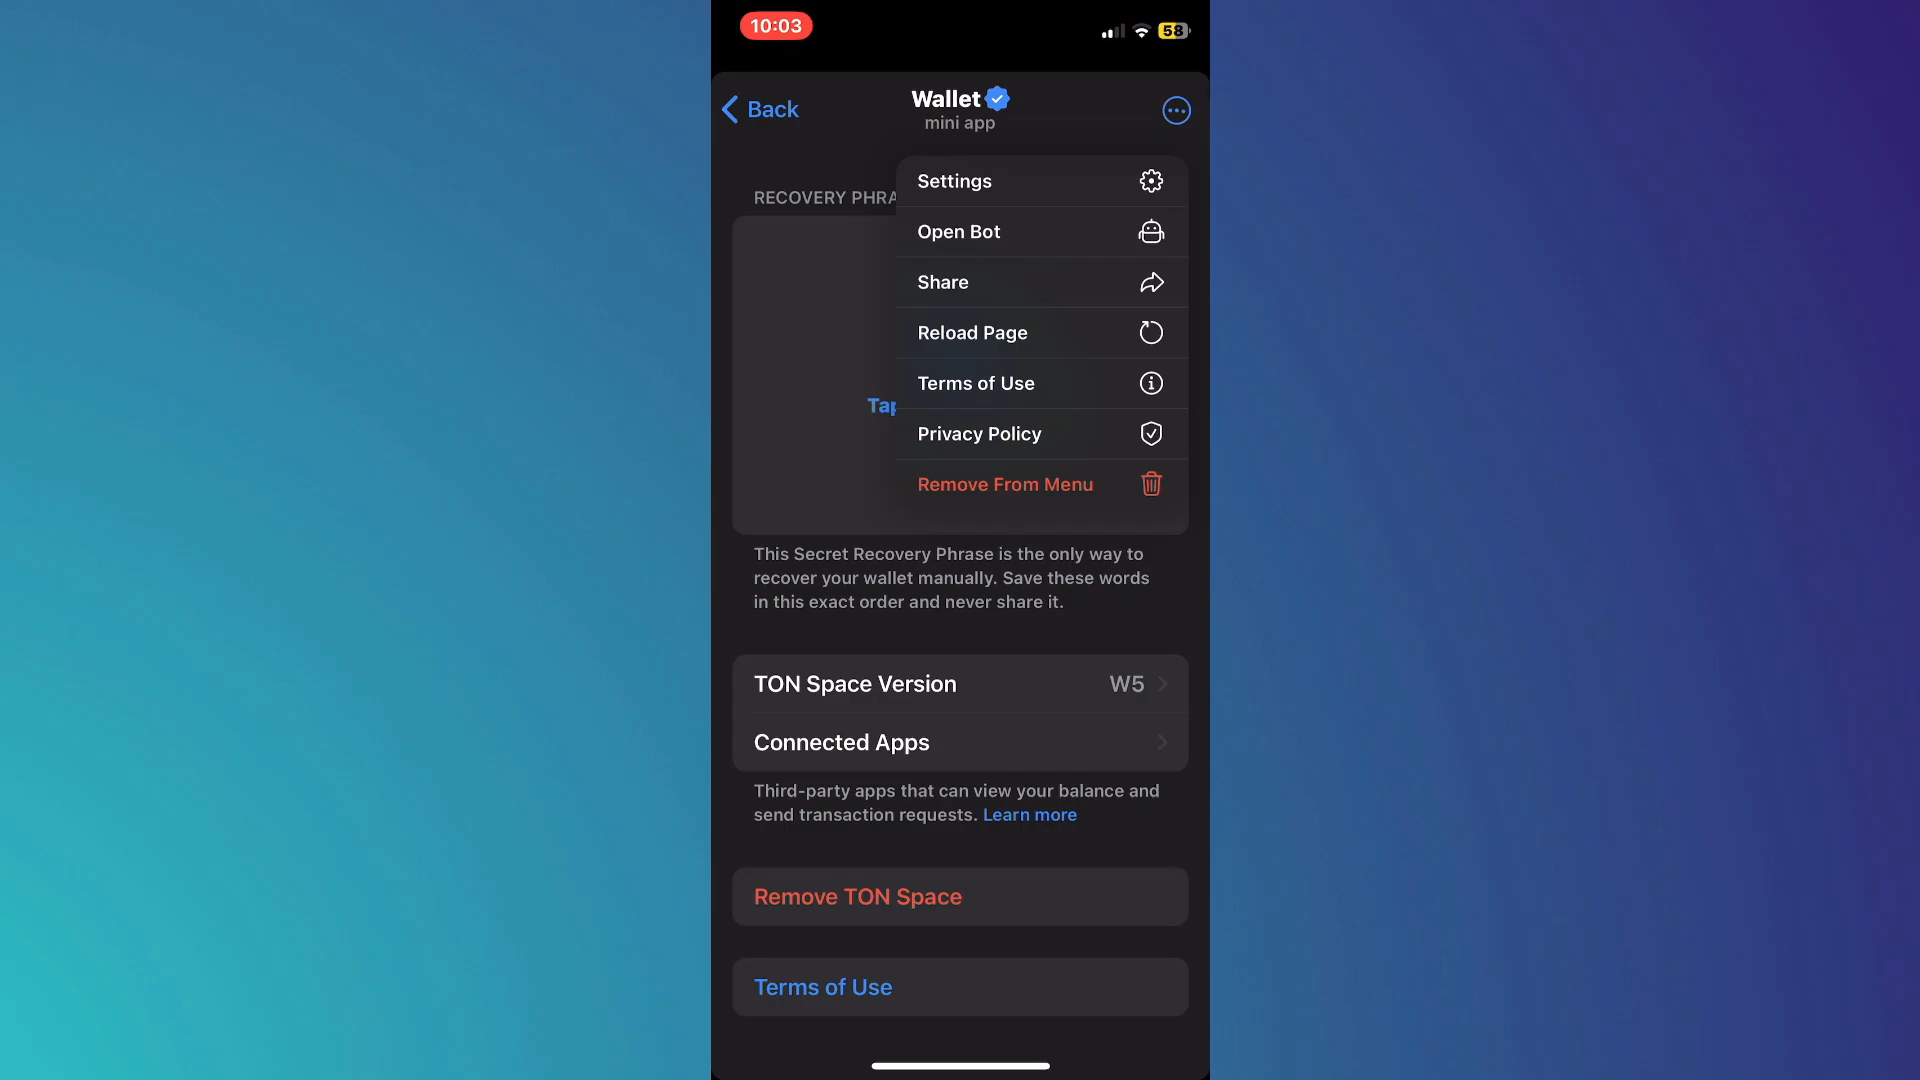 10:03
58
Back
Wallet
mini app
Settings
RECOVERY PHRA
Open Bot
Share
Reload Page
Terms of Use
Tap
Privacy Policy
Remove From Menu
This Secret Recovery Phrase is the only way to
recover your wallet manually. Save these words
in this exact order and never share it.
TON Space Version W5
Connected Apps
Third-party apps that can view your balance and
send transaction requests. Learn more
Remove TON Space
Terms of Use